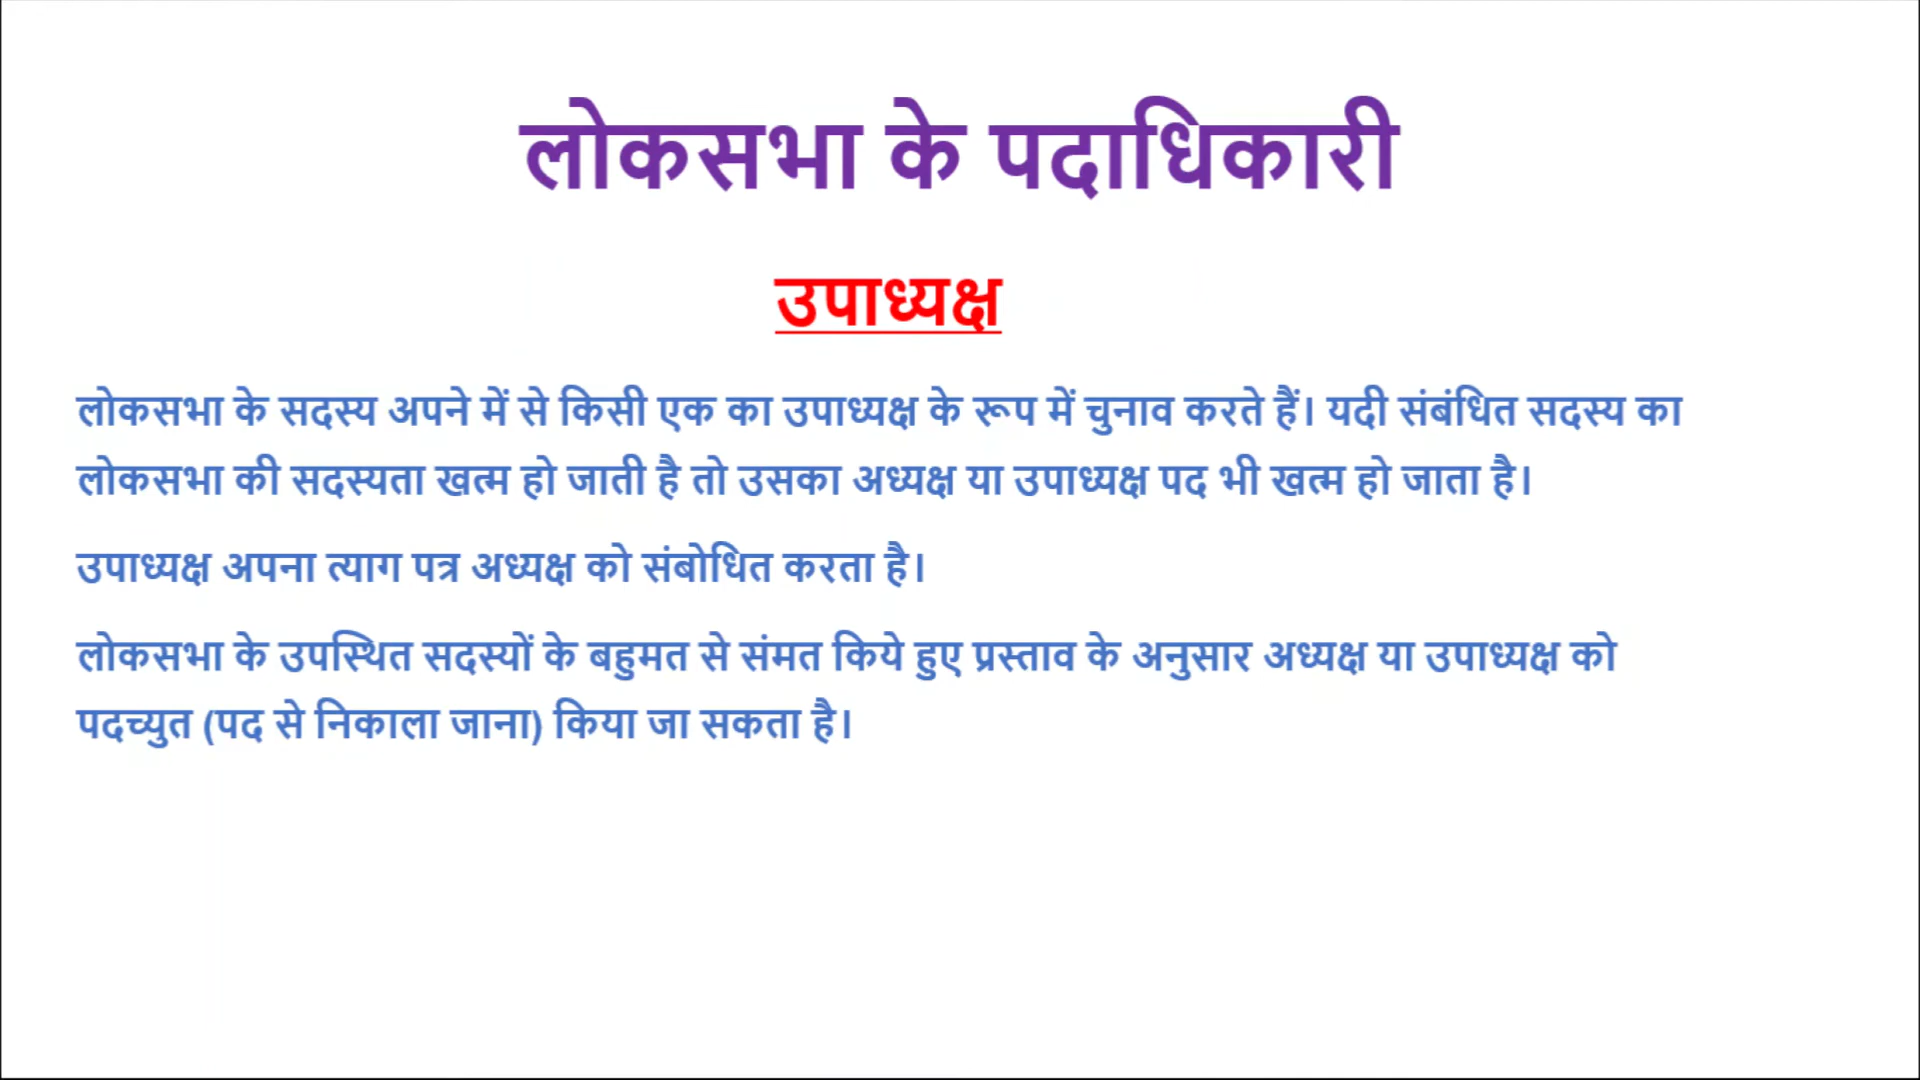 लोकसभा के पदाधिकारी
उपाध्यक्ष
लोकसभा के सदस्य अपने में से किसी एक का उपाध्यक्ष के रूप में चुनाव करते हैं। यदी संबंधित सदस्य का
लोकसभा की सदस्यता खत्म हो जाती है तो उसका अध्यक्ष या उपाध्यक्ष पद भी खत्म हो जाता है।
उपाध्यक्ष अपना त्याग पत्र अध्यक्ष को संबोधित करता है।
लोकसभा के उपस्थित सदस्यों के बहुमत से संमत किये हुए प्रस्ताव के अनुसार अध्यक्ष या उपाध्यक्ष को
पदच्युत (पद से निकाला जाना) किया जा सकता है।